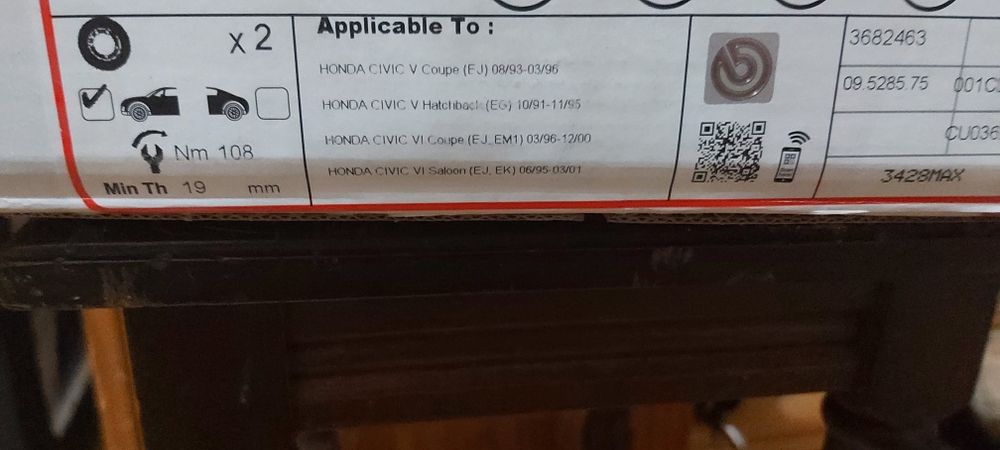 x 2
Nm 108
Min Th 19 mm
Applicable To :
HONDA CIVIC V Coupe (EJ) 08/93-03/96
HONDA CIVIC V Hatchback (EG) 10/91-11/95
HONDA CIVIC VI Coupe (EJ, EM1) 03/96-12/00
HONDA CIVIC VI Saloon (EJ, EK) 06/95-03/01
3682463
09.5285.75
CU036
3428MAX